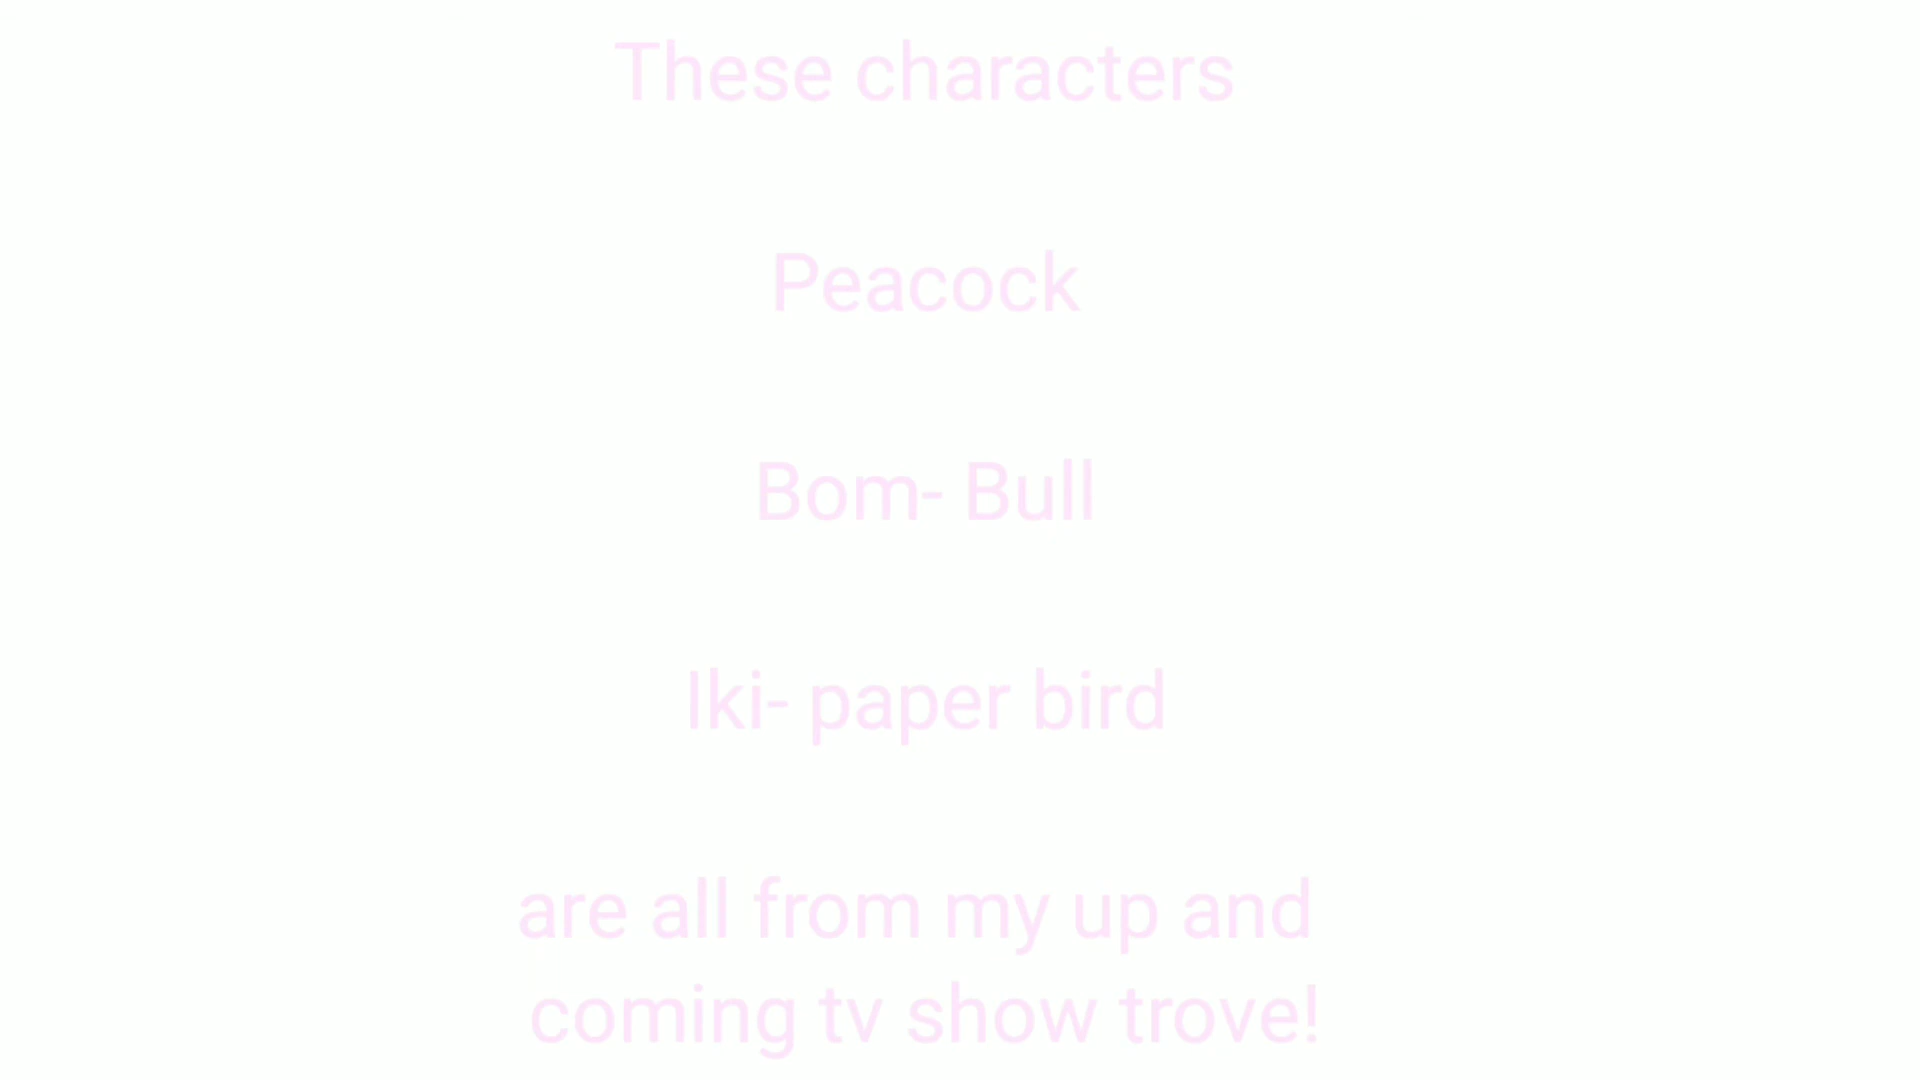 These characters
Peacock
Bom- Bull
Iki- paper bird
are all from my up and
coming tv show trove!